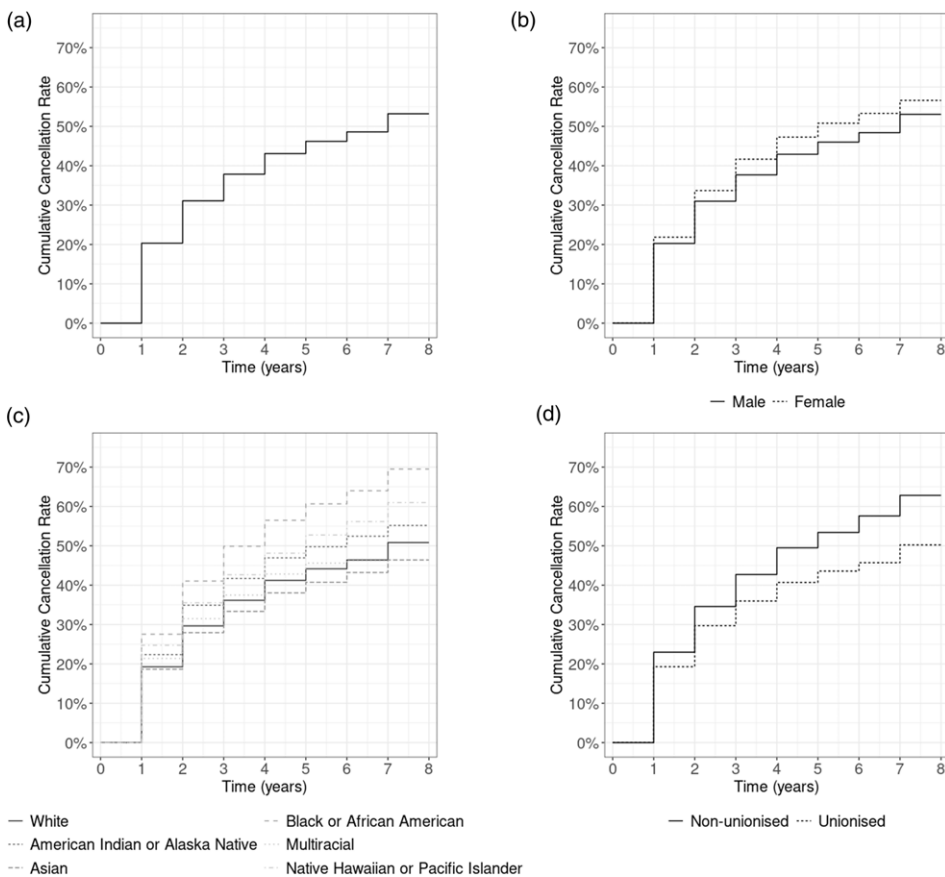 (a)
70%
60%
50%
40%
30%
20%
10%
0%
Cumulative Cancellation Rate
0 1 2 3 4 5 6 7 8
Time (years)
(b)
70%
60%
50%
40%
30%
20%
10%
0%
Cumulative Cancellation Rate
0 1 2 3 4 5 6 7 8
Time (years)
Male Female
(c)
70%
60%
50%
40%
30%
20%
10%
0%
Cumulative Cancellation Rate
0 1 2 3 4 5 6 7 8
Time (years)
White
American Indian or Alaska Native
Asian
Black or African American
Multiracial
Native Hawaiian or Pacific Islander
(d)
70%
60%
50%
40%
30%
20%
10%
0%
Cumulative Cancellation Rate
0 1 2 3 4 5 6 7 8
Time (years)
Non-unionised Unionised